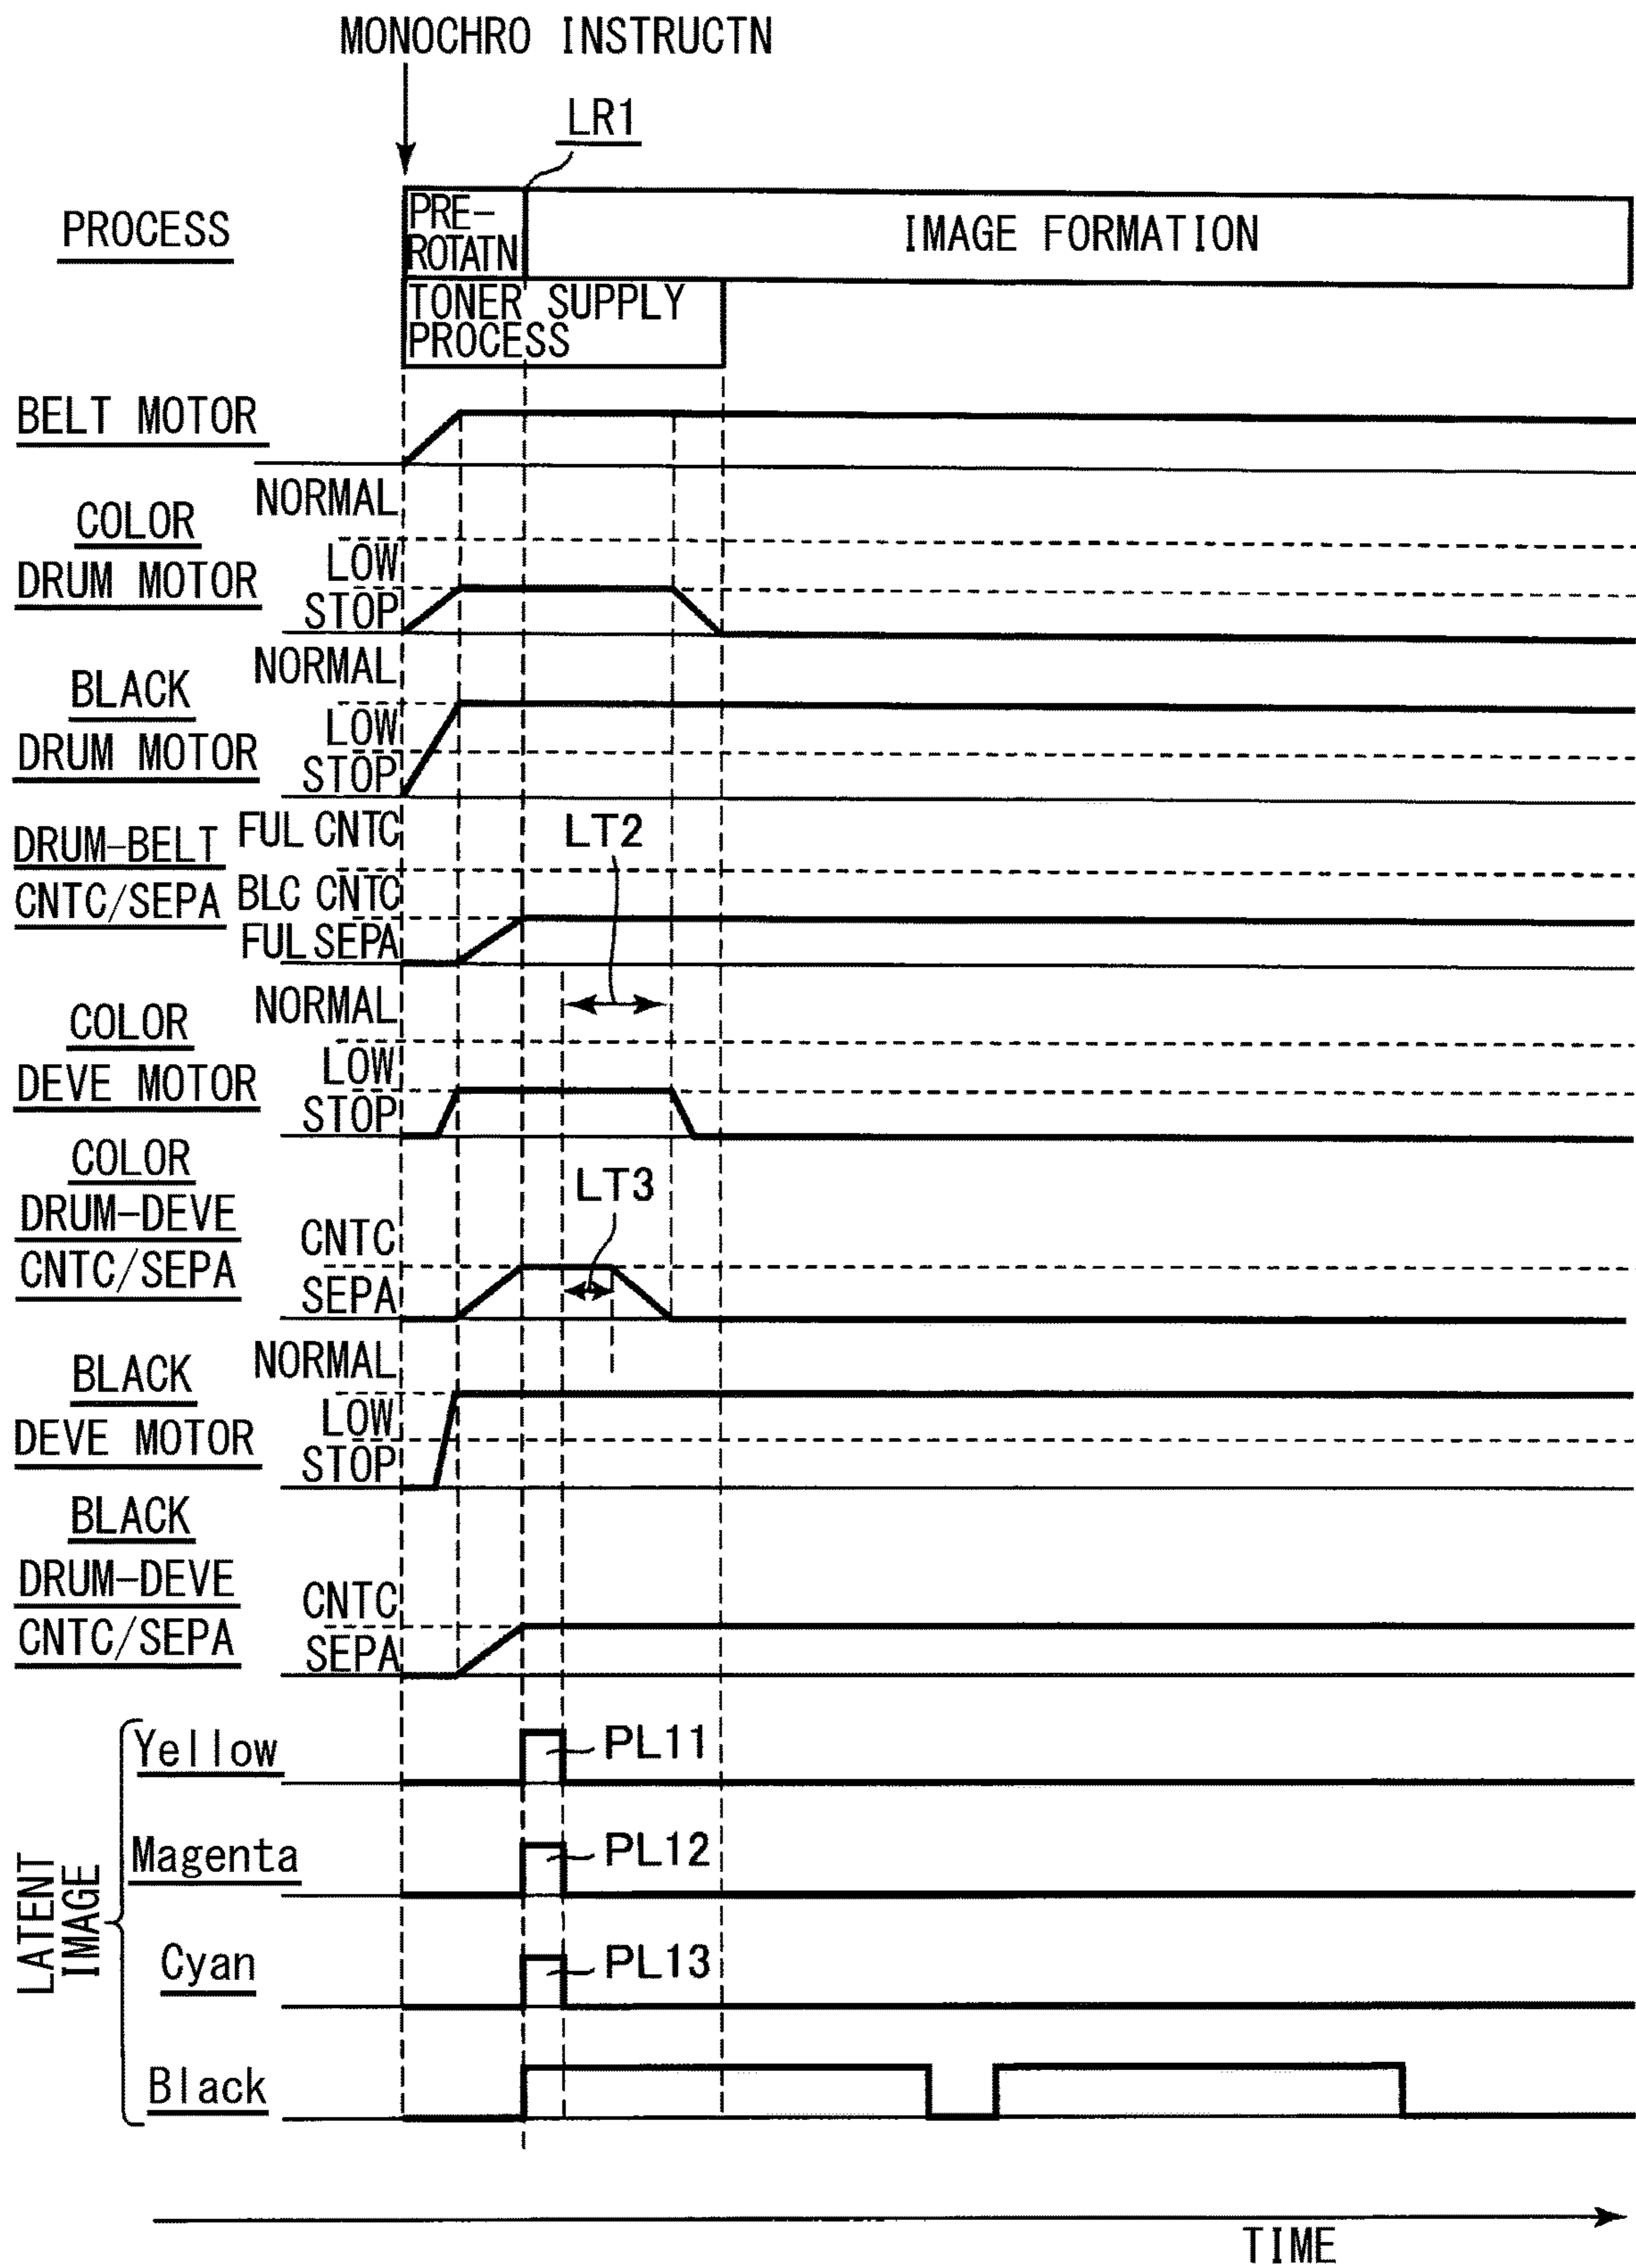 MONOCHRO INSTRUCTN
LR1
PROCESS
PRE-
ROTATN
IMAGE FORMATION
TONER SUPPLY
PROCESS
BELT MOTOR
COLOR
DRUM MOTOR
NORMAL
LOW
STOP
BLACK
DRUM MOTOR
NORMAL
LOW
STOP
DRUM-BELT
CNTC/SEPA
FUL CNTC
BLC CNTC
FUL SEPA
LT2
COLOR
DEVE MOTOR
NORMAL
LOW
STOP
COLOR
DRUM-DEVE
CNTC/SEPA
CNTC
SEPA
LT3
BLACK
DEVE MOTOR
NORMAL
LOW
STOP
BLACK
DRUM-DEVE
CNTC/SEPA
CNTC
SEPA
LATENT
IMAGE
Yellow
PL11
Magenta
PL12
Cyan
PL13
Black
TIME